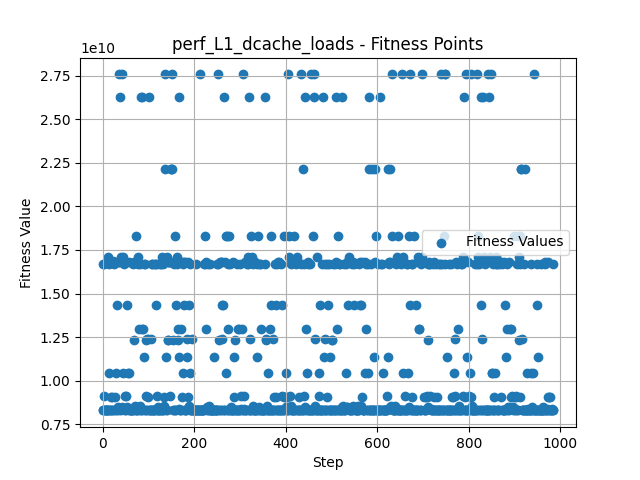 perf_L1_dcache_loads - Fitness Points
1e10
2.75
2.50
2.25
2.00
1.75
1.50
1.25
1.00
0.75
Fitness Value
Fitness Values
0 200 400 600 800 1000
Step